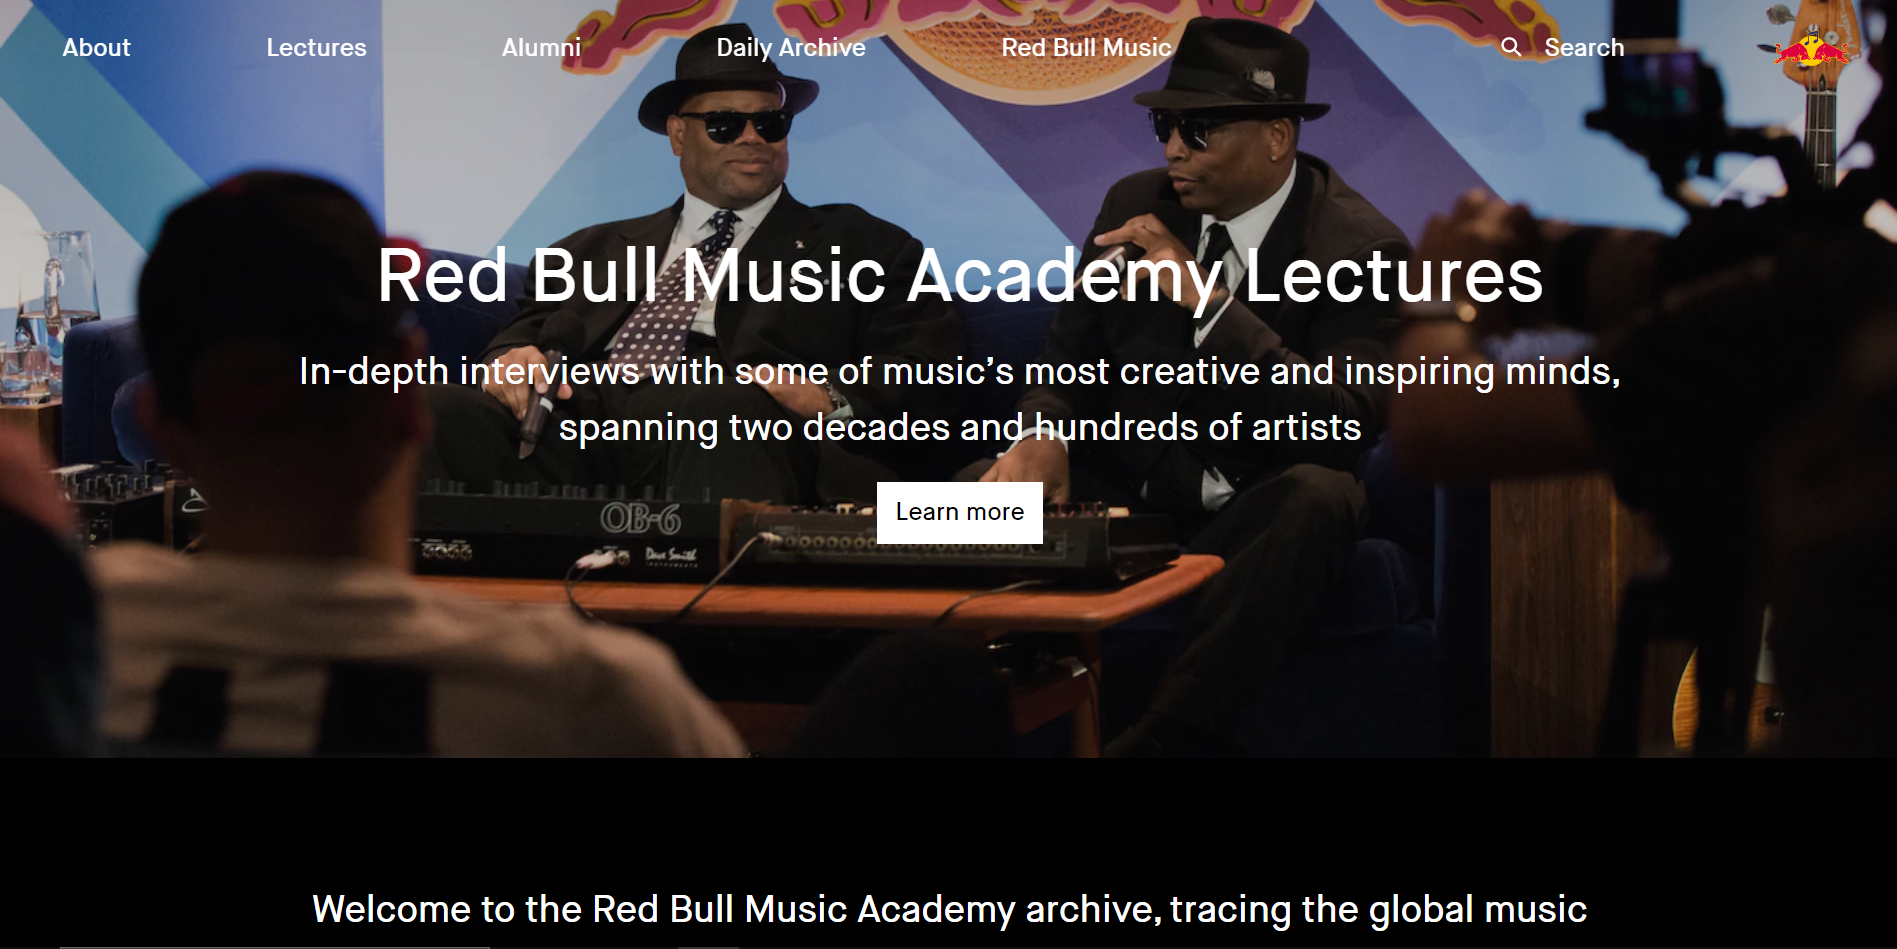 About
Lectures
Alumni
Daily Archive
Red Bull Music
Search
Red Bull Music Academy Lectures
In-depth interviews with some of music’s most creative and inspiring minds,
spanning two decades and hundreds of artists
Learn more
OB-6
Dave Smith
INSTRUMENTS
Welcome to the Red Bull Music Academy archive, tracing the global music